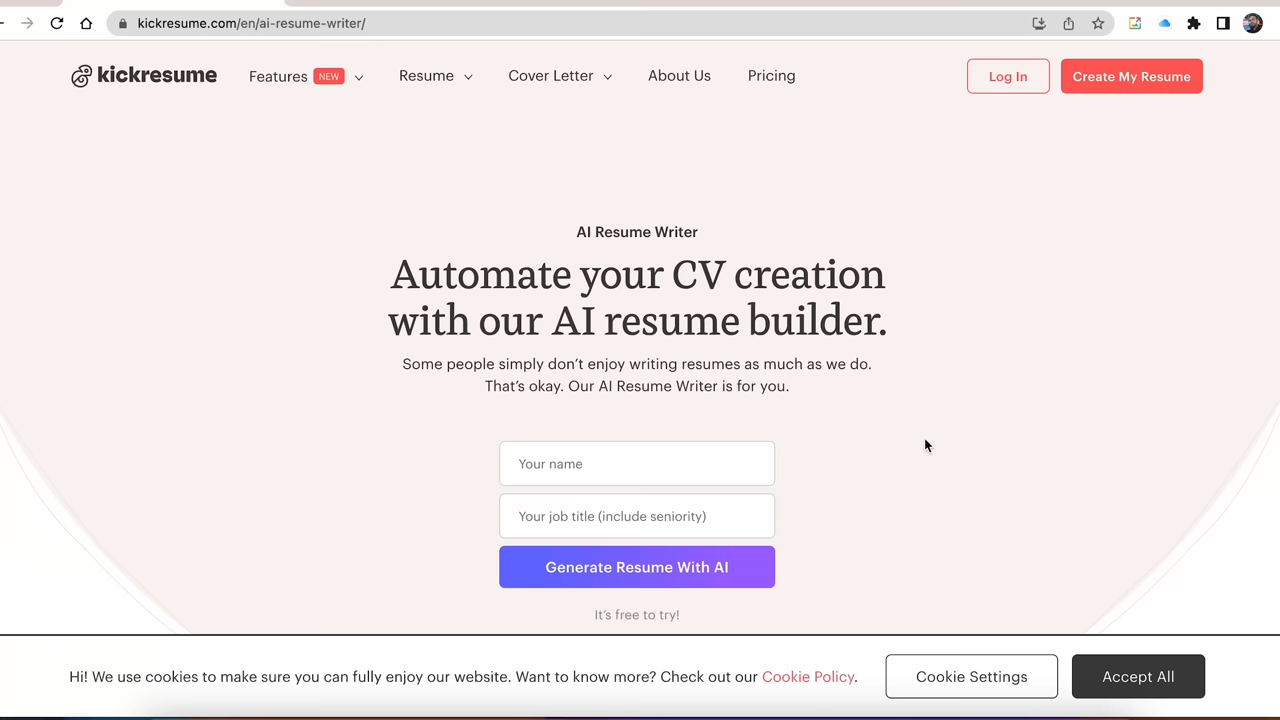 kickresume.com/en/ai-resume-writer/
kickresume Features NEW Resume Cover Letter About Us Pricing Log In Create My Resume
AI Resume Writer
Automate your CV creation
with our AI resume builder.
Some people simply don't enjoy writing resumes as much as we do.
That's okay. Our AI Resume Writer is for you.
Your name
Your job title (include seniority)
Generate Resume With AI
It's free to try!
Hi! We use cookies to make sure you can fully enjoy our website. Want to know more? Check out our Cookie Policy. Cookie Settings Accept All